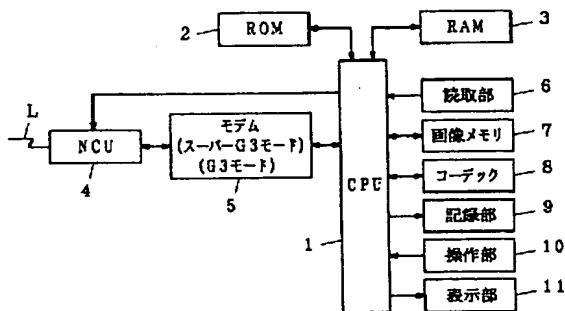 2
ROM
RAM
3
L
NCU
4
モデム
(スーパーG3モード)
(G3モード)
5
CPU
1
読取部
6
画像メモリ
7
コーデック
8
記録部
9
操作部
10
表示部
11